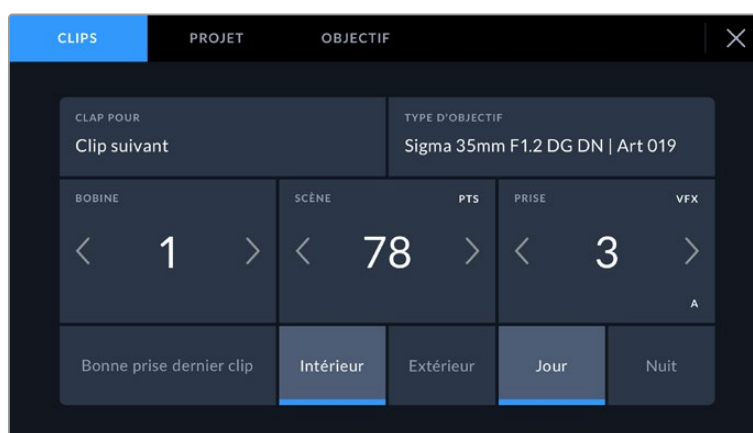 CLIPS PROJET OBJECTIF
CLAP POUR
Clip suivant
TYPE D'OBJECTIF
Sigma 35mm F1.2 DG DN | Art 019
BOBINE
1
SCÈNE PTS
78
PRISE VFX
3
A
Bonne prise dernier clip Intérieur Extérieur Jour Nuit